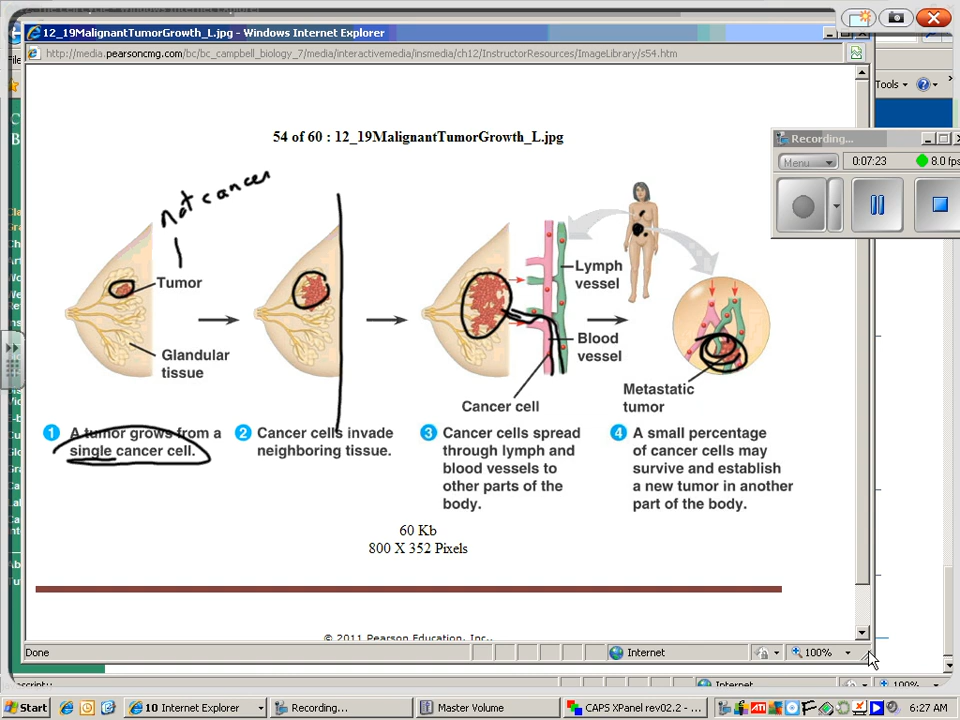 12_19MalignantTumorGrowth_L.jpg - Windows Internet Explorer
http://media.pearsoncmg.com/bc/bc_campbell_biology_7/media/interactivemedia/insmedia/ch12/InstructorResources/ImageLibrary/s54.htm
Tools
54 of 60 : 12_19MalignantTumorGrowth_L.jpg
Recording...
Menu
0:07:23
8.0 fps
not cancer
Tumor
Glandular
tissue
Lymph
vessel
Blood
vessel
Cancer cell
Metastatic
tumor
1 A tumor grows from a
single cancer cell.
2 Cancer cells invade
neighboring tissue.
3 Cancer cells spread
through lymph and
blood vessels to
other parts of the
body.
4 A small percentage
of cancer cells may
survive and establish
a new tumor in another
part of the body.
60 Kb
800 X 352 Pixels
© 2011 Pearson Education, Inc.,
Done
Internet
100%
Internet
100%
Start
10 Internet Explorer
Recording...
Master Volume
CAPS XPanel rev02.2 -
6:27 AM